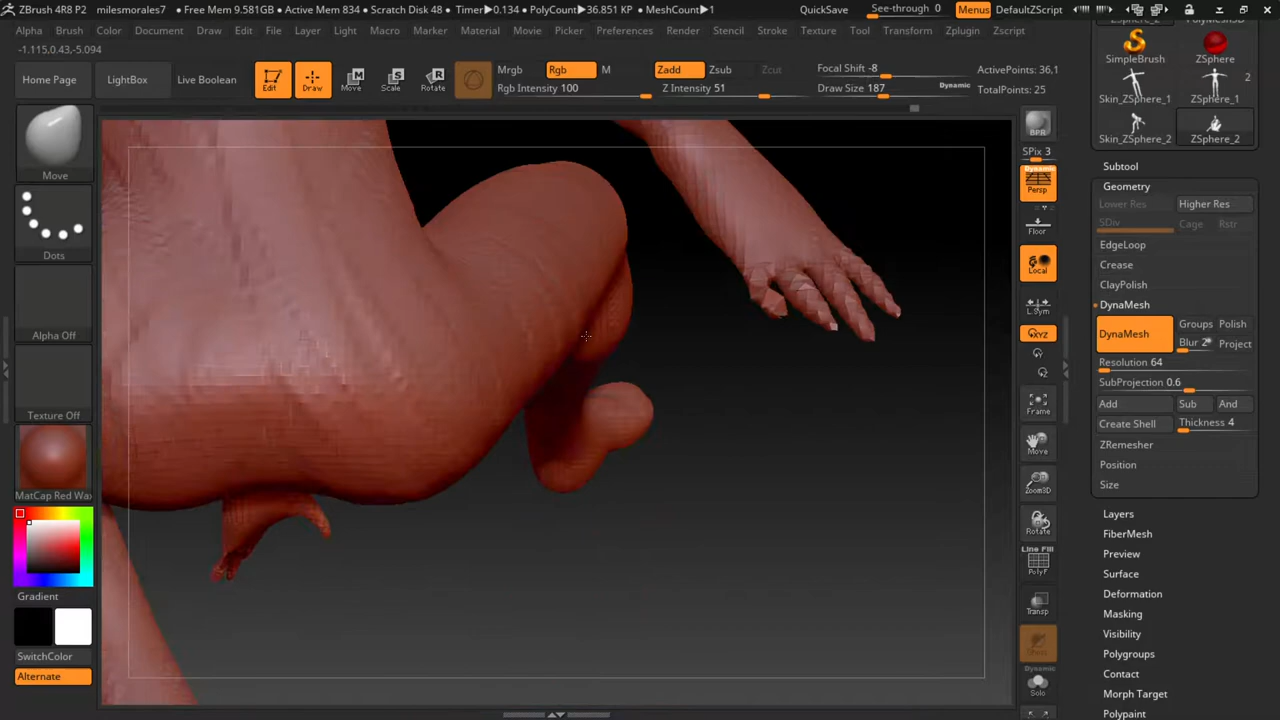 ZBrush 4R8 P2 milesmorales7 • Free Mem 9.581GB • Active Mem 834 • Scratch Disk 48 • Timer▶0.134 • PolyCount▶36.851 KP • MeshCount▶1 QuickSave See-through 0 Menus DefaultZScript
Alpha Brush Color Document Draw Edit File Layer Light Macro Marker Material Movie Picker Preferences Render Stencil Stroke Texture Tool Transform Zplugin Zscript
-1.115,0.43,-5.094
Home Page LightBox Live Boolean Edit Draw Move Scale Rotate
Mrgb Rgb M Zadd Zsub Zcut Focal Shift -8 ActivePoints: 36,1
Rgb Intensity 100 Z Intensity 51 Draw Size 187 Dynamic TotalPoints: 25
Move
Dots
Alpha Off
Texture Off
MatCap Red Wax
Gradient
SwitchColor
Alternate
BPR
SPix 3
Dynamic
Persp
Floor
Local
L.Sym
XYZ
Frame
Move
Zoom3D
Rotate
Line Fill
PolyF
Transp
Dynamic
Solo
SimpleBrush ZSphere
2
Skin_ZSphere_1 ZSphere_1
Skin_ZSphere_2 ZSphere_2
Subtool
Geometry
Lower Res Higher Res
SDiv Cage Rstr
EdgeLoop
Crease
ClayPolish
DynaMesh
DynaMesh Groups Polish
Blur 2 Project
Resolution 64
SubProjection 0.6
Add Sub And
Create Shell Thickness 4
ZRemesher
Position
Size
Layers
FiberMesh
Preview
Surface
Deformation
Masking
Visibility
Polygroups
Contact
Morph Target
Polypaint